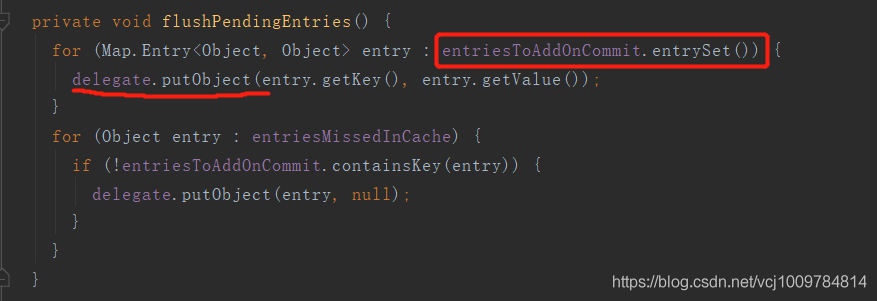 private void flushPendingEntries() {
for (Map.Entry<Object, Object> entry : entriesToAddOnCommit.entrySet()) {
delegate.putObject(entry.getKey(), entry.getValue());
}
for (Object entry : entriesMissedInCache) {
if (!entriesToAddOnCommit.containsKey(entry)) {
delegate.putObject(entry, null);
}
}
}
https://blog.csdn.net/vcj1009784814